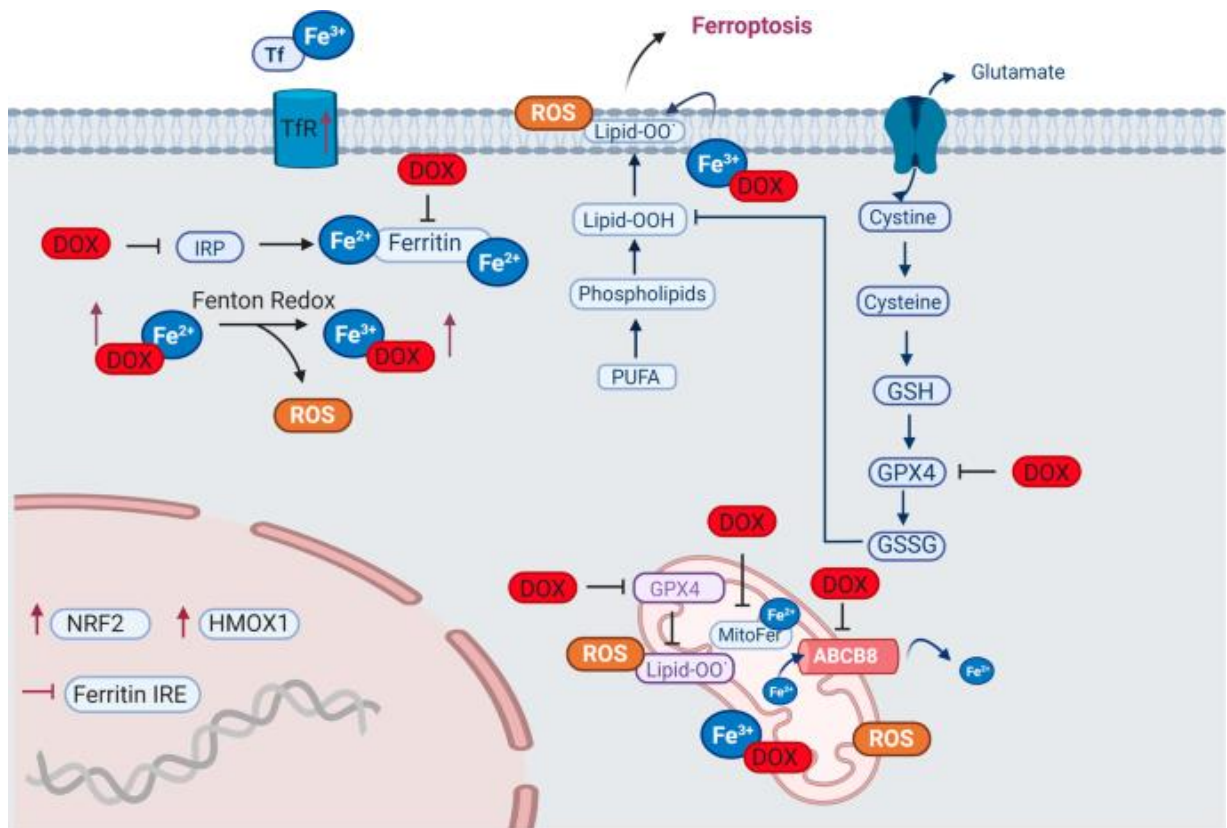 Ferroptosis
Fe3+
Tf
Glutamate
TfR
ROS
Lipid-OO·
Fe3+
DOX
DOX
Cystine
Lipid-OOH
DOX
IRP
Fe2+
Ferritin
Fe2+
Fenton Redox
Phospholipids
Cysteine
Fe2+
DOX
Fe3+
DOX
PUFA
GSH
ROS
GPX4
DOX
DOX
GSSG
DOX
GPX4
DOX
Fe2+
MitoFer
NRF2
HMOX1
ROS
Lipid-OO·
ABCB8
Fe2+
Ferritin IRE
Fe3+
DOX
ROS